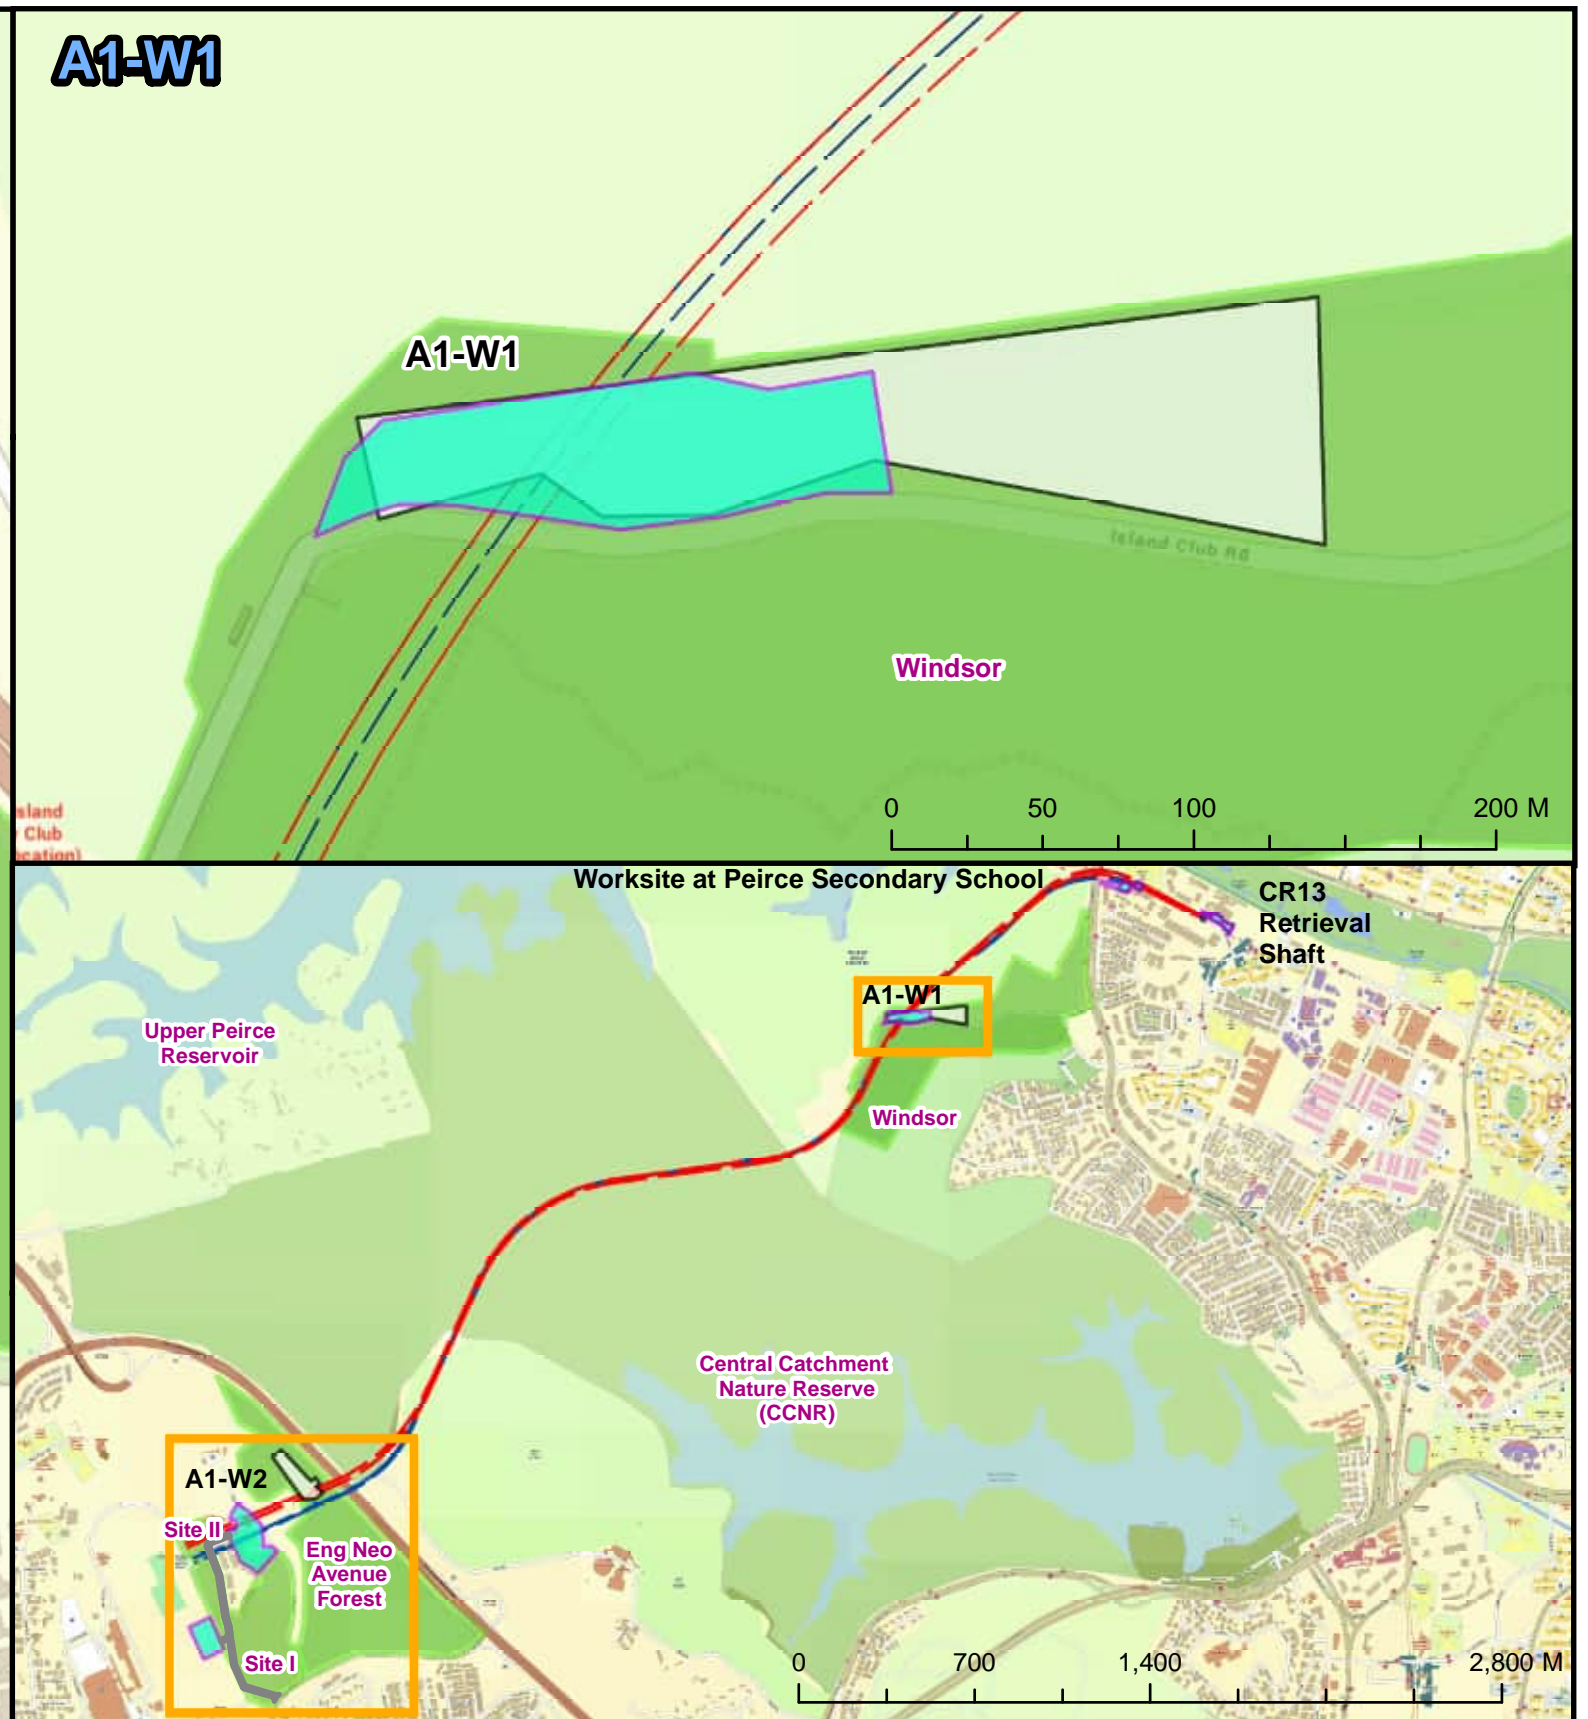 A1-W1
A1-W1
Island Club Rd
Windsor
sland
Club
0 50 100 200 M
Worksite at Peirce Secondary School
CR13
Retrieval
Shaft
A1-W1
Upper Peirce
Reservoir
Windsor
Central Catchment
Nature Reserve
(CCNR)
A1-W2
Site II
Eng Neo
Avenue
Forest
Site I
0 700 1,400 2,800 M